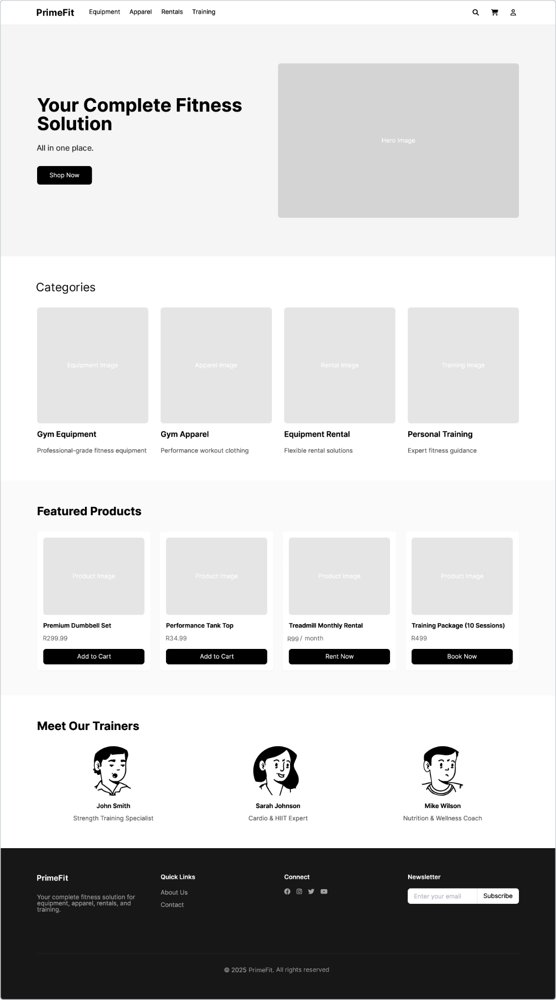 PrimeFit Equipment Apparel Rentals Training
Your Complete Fitness
Solution
All in one place.
Shop Now
Hero Image
Categories
Equipment Image
Apparel Image
Rental Image
Training Image
Gym Equipment
Gym Apparel
Equipment Rental
Personal Training
Professional-grade fitness equipment
Performance workout clothing
Flexible rental solutions
Expert fitness guidance
Featured Products
Product Image
Product Image
Product Image
Product Image
Premium Dumbbell Set
Performance Tank Top
Treadmill Monthly Rental
Training Package (10 Sessions)
R299.99
R34.99
R99 / month
R499
Add to Cart
Add to Cart
Rent Now
Book Now
Meet Our Trainers
John Smith
Sarah Johnson
Mike Wilson
Strength Training Specialist
Cardio & HIIT Expert
Nutrition & Wellness Coach
PrimeFit
Your complete fitness solution for
equipment, apparel, rentals, and
training.
Quick Links
About Us
Contact
Connect
Newsletter
Enter your email
Subscribe
© 2025 PrimeFit. All rights reserved